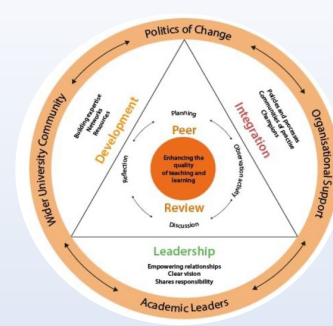 Politics of Change
Wider University Community
Organisational Support
Academic Leaders
Development
Building expertise
Networks
Resources
Integration
Policies and processes
Communities of practice
Champions
Planning
Peer
Reflection
Observation activity
Enhancing the
quality
of teaching and
learning
Review
Discussion
Leadership
Empowering relationships
Clear vision
Shares responsibility